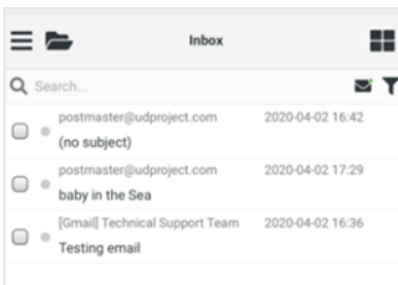 Inbox
Search...
postmaster@udproject.com 2020-04-02 16:42
(no subject)
postmaster@udproject.com 2020-04-02 17:29
baby in the Sea
[Gmail] Technical Support Team 2020-04-02 16:36
Testing email